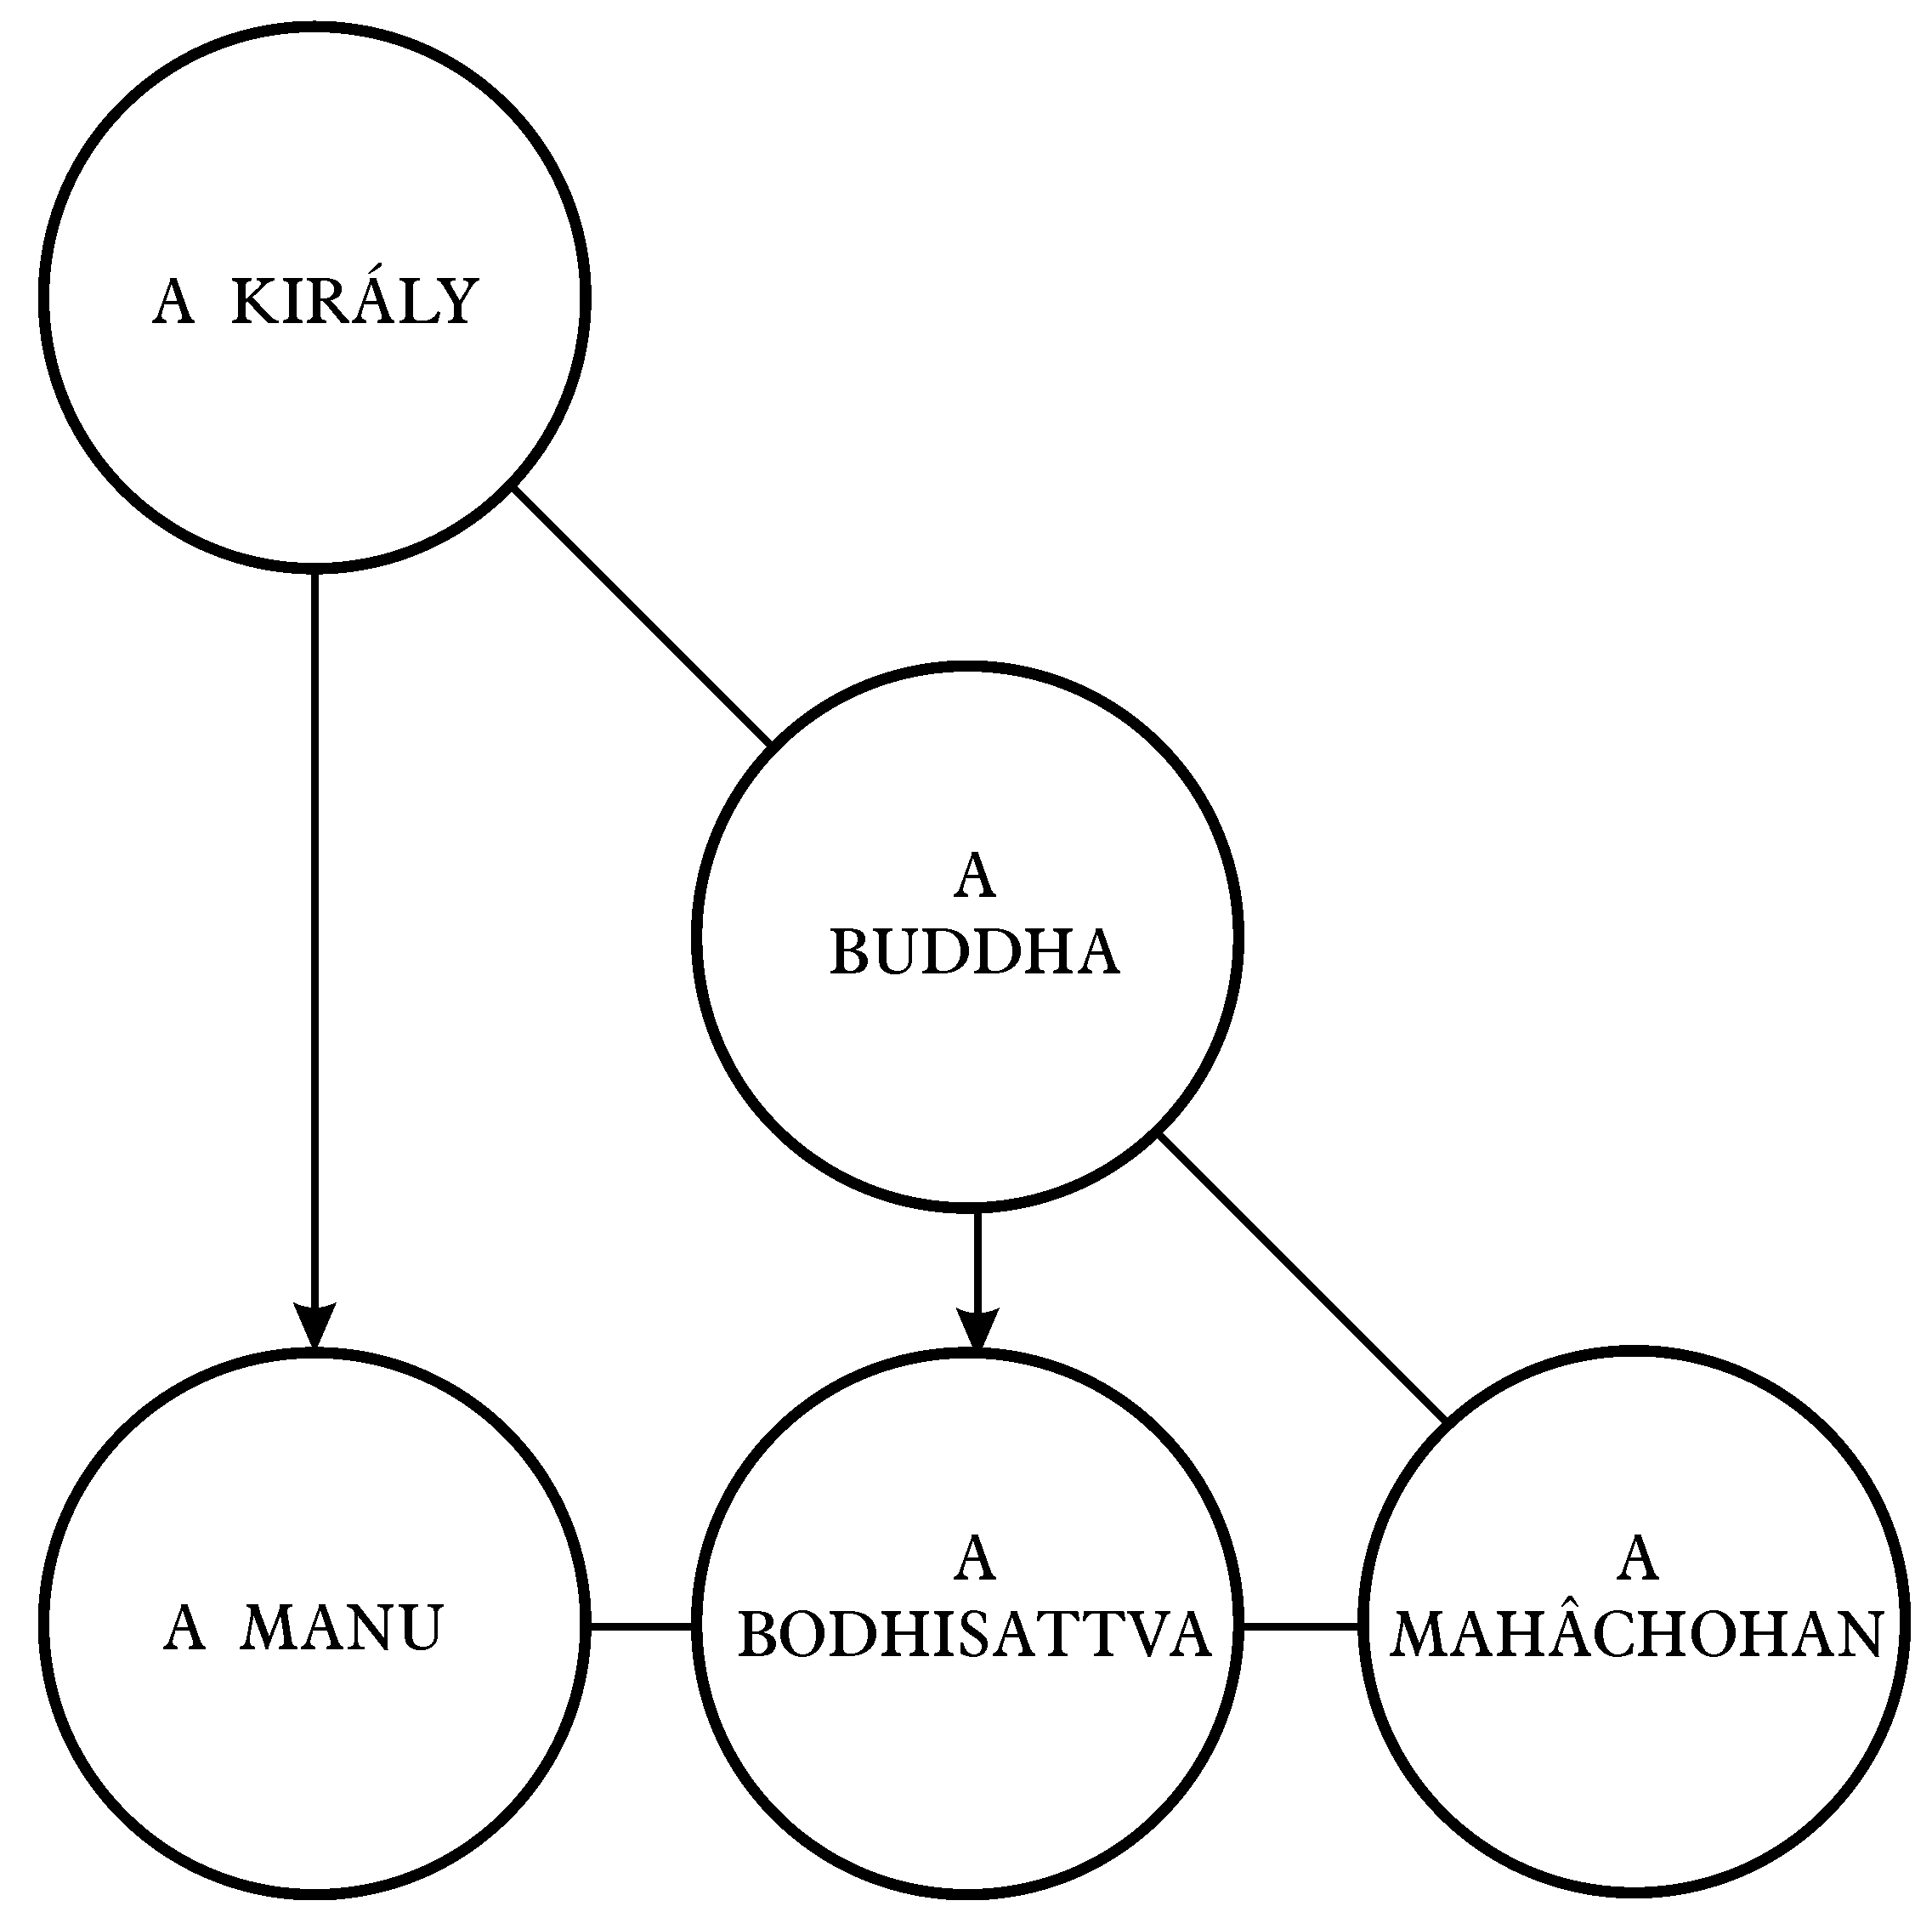 A KIRÁLY
A
BUDDHA
A MANU
A
BODHISATTVA
A
MAHÂCHOHAN